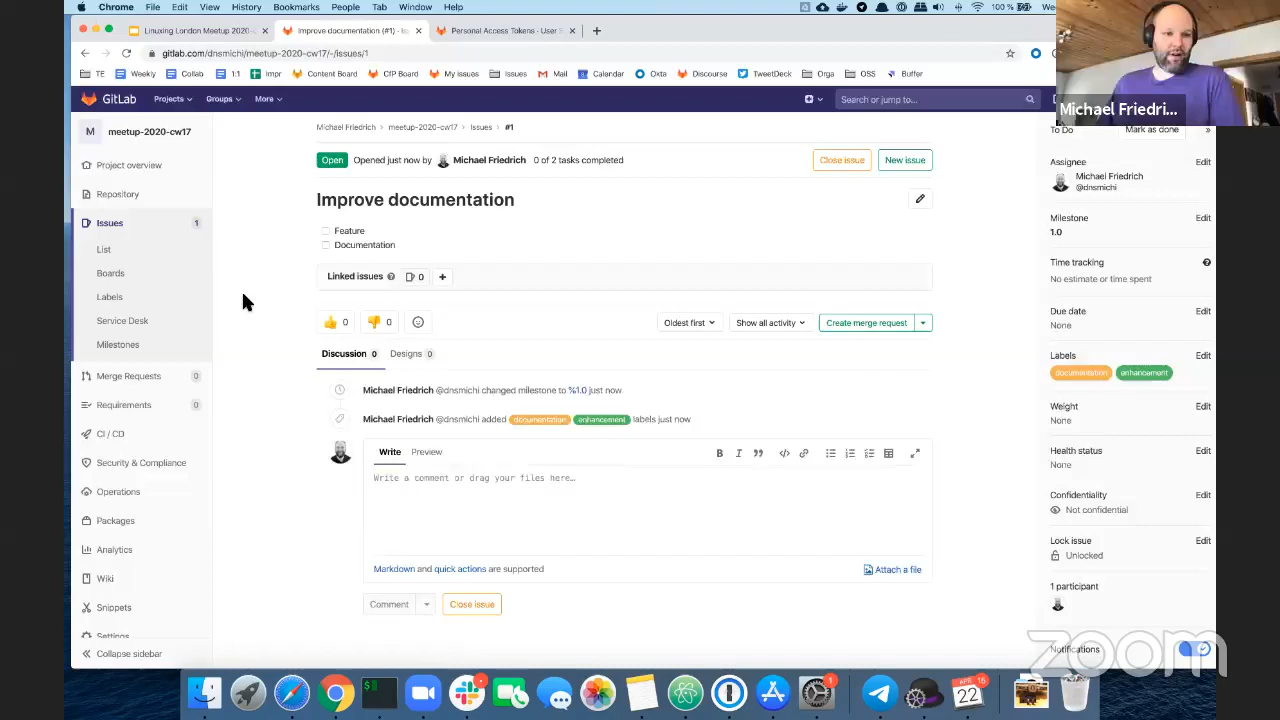 Chrome File Edit View History Bookmarks People Tab Window Help 100 %
Linuxing London Meetup 2020- Improve documentation (#1) Personal Access Tokens - User S
gitlab.com/dnsmichi/meetup-2020-cw17/-/issues/1
TE Weekly Collab 1:1 Impr Content Board CfP Board My issues Issues Mail Calendar Oxta Discourse TweetDeck Orga OSS Buffer
GitLab Projects Groups More Search or jump to...
Michael Friedri...
M meetup-2020-cw17
Project overview
Repository
Issues 1
List
Boards
Labels
Service Desk
Milestones
Merge Requests 0
Requirements 0
CI / CD
Security & Compliance
Operations
Packages
Analytics
Wiki
Snippets
Settings
Collapse sidebar
Michael Friedrich › meetup-2020-cw17 › Issues › #1
Open Opened just now by Michael Friedrich 0 of 2 tasks completed Close issue New issue
Improve documentation
Feature
Documentation
Linked issues 0
0 0 Oldest first Show all activity Create merge request
Discussion 0 Designs 0
Michael Friedrich @dnsmichi changed milestone to %1.0 just now
Michael Friedrich @dnsmichi added documentation enhancement labels just now
Write Preview
Write a comment or drag your files here…
Markdown and quick actions are supported Attach a file
Comment Close issue
To Do Mark as done »
Assignee Edit
Michael Friedrich
@dnsmichi
Milestone Edit
1.0
Time tracking
No estimate or time spent
Due date Edit
None
Labels Edit
documentation enhancement
Weight Edit
None
Health status Edit
None
Confidentiality Edit
Not confidential
Lock issue Edit
Unlocked
1 participant
Notifications
zoom
APR 16
22
1